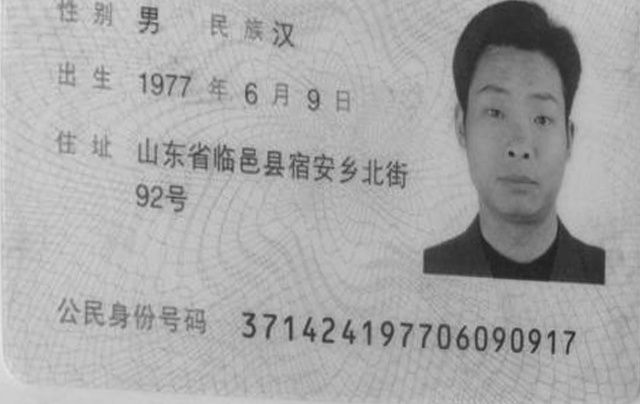 性别 男 民族 汉
出生 1977 年 6 月 9 日
住址 山东省临邑县宿安乡北街
92号
公民身份号码 371424197706090917